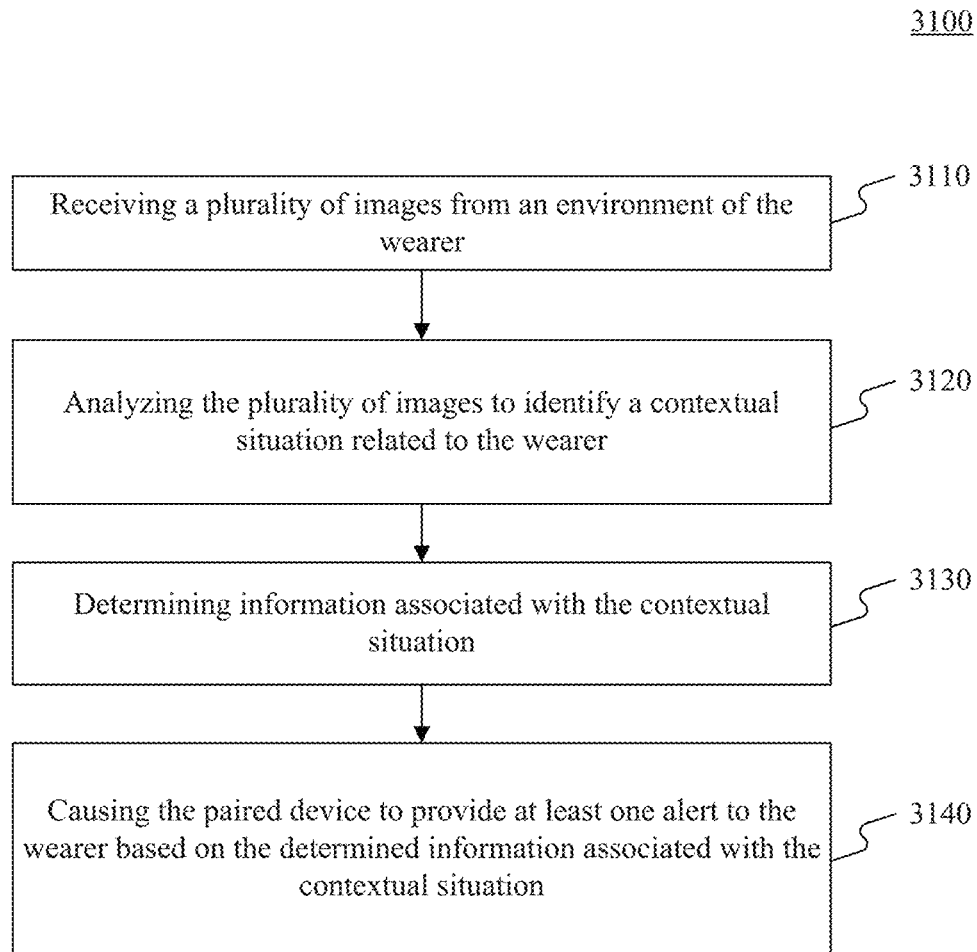 3100
Receiving a plurality of images from an environment of the
wearer
3110
Analyzing the plurality of images to identify a contextual
situation related to the wearer
3120
Determining information associated with the contextual
situation
3130
Causing the paired device to provide at least one alert to the
wearer based on the determined information associated with the
contextual situation
3140